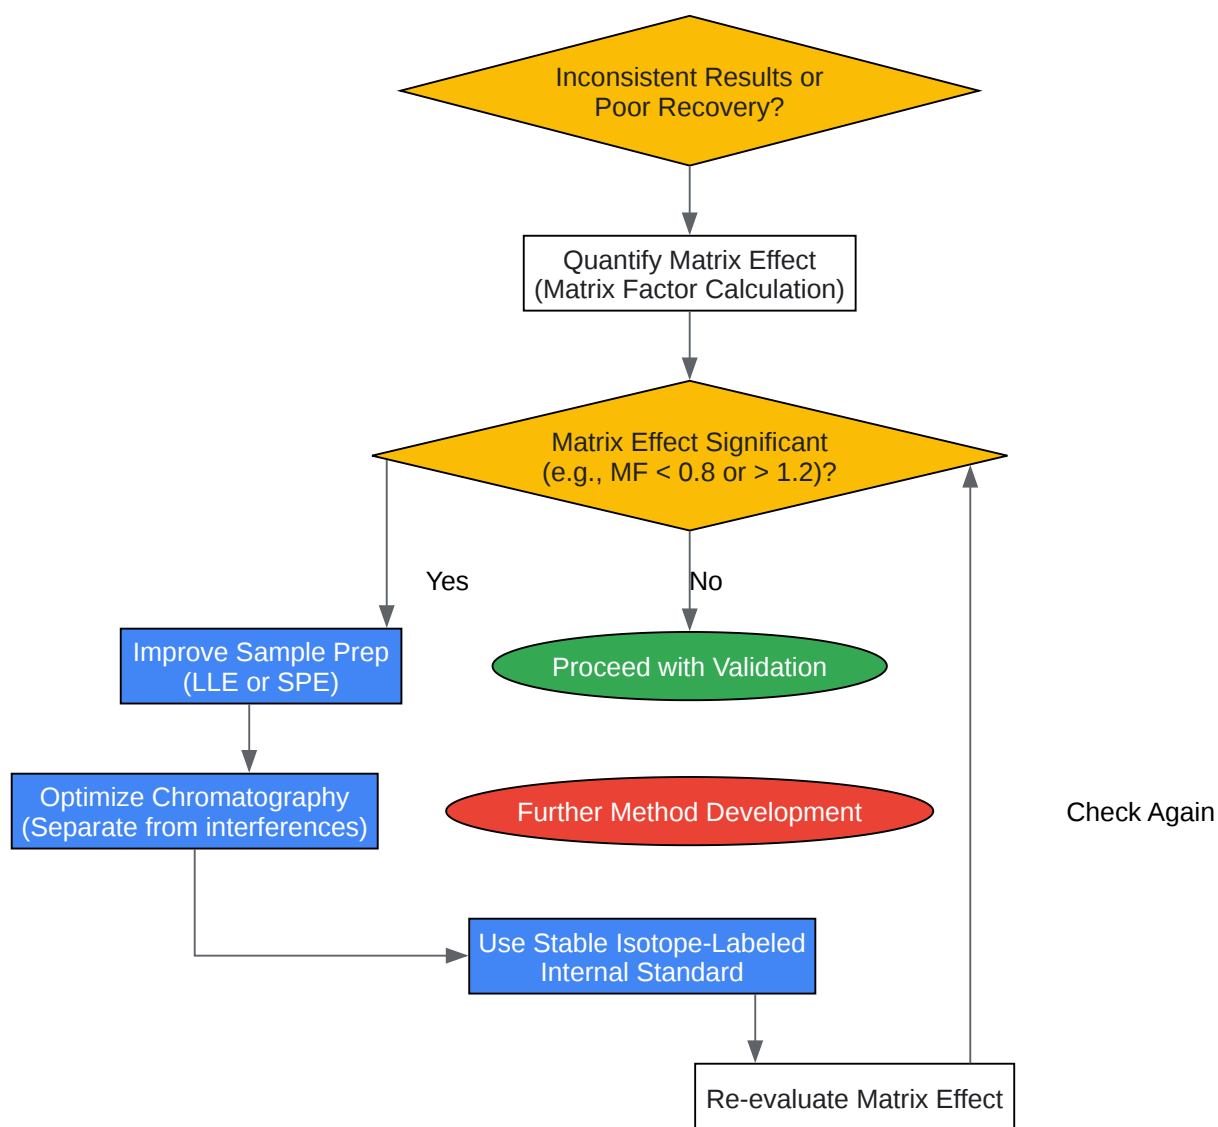 Inconsistent Results or
Poor Recovery?
Quantify Matrix Effect
(Matrix Factor Calculation)
Matrix Effect Significant
(e.g., MF < 0.8 or > 1.2)?
Yes
No
Improve Sample Prep
(LLE or SPE)
Proceed with Validation
Optimize Chromatography
(Separate from interferences)
Further Method Development
Check Again
Use Stable Isotope-Labeled
Internal Standard
Re-evaluate Matrix Effect